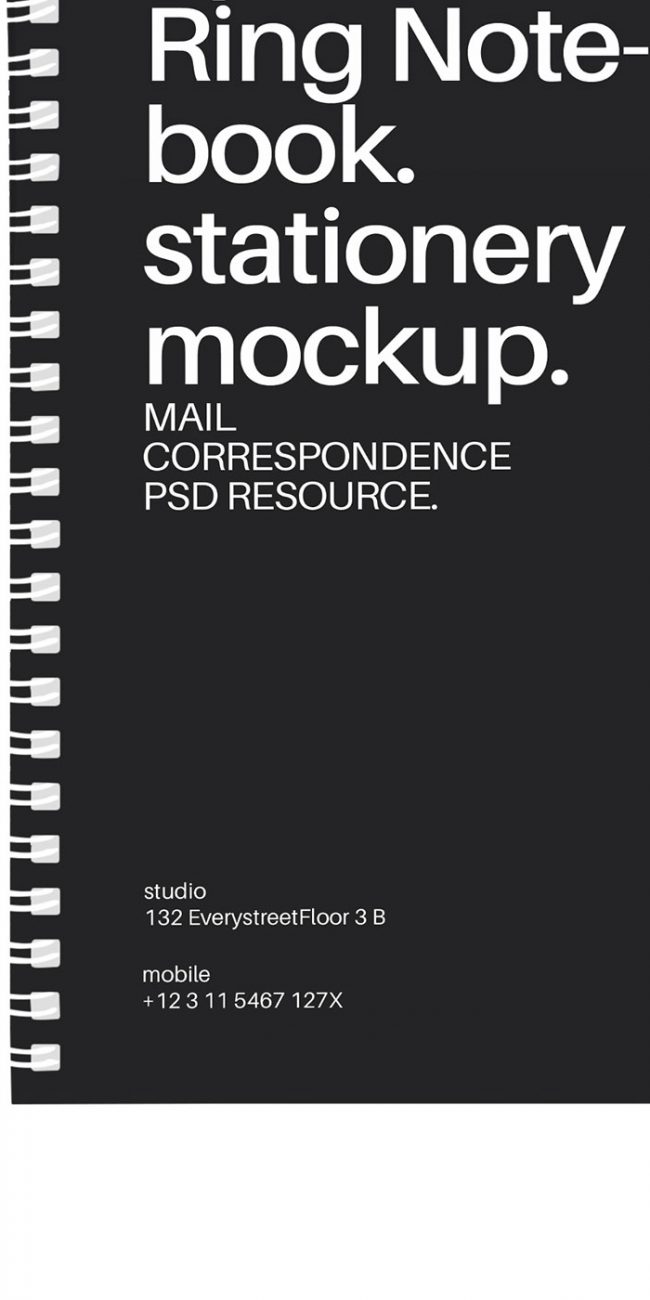 Ring Note-
book.
stationery
mockup.
MAIL
CORRESPONDENCE
PSD RESOURCE.
studio
132 EverystreetFloor 3 B
mobile
+12 3 11 5467 127X